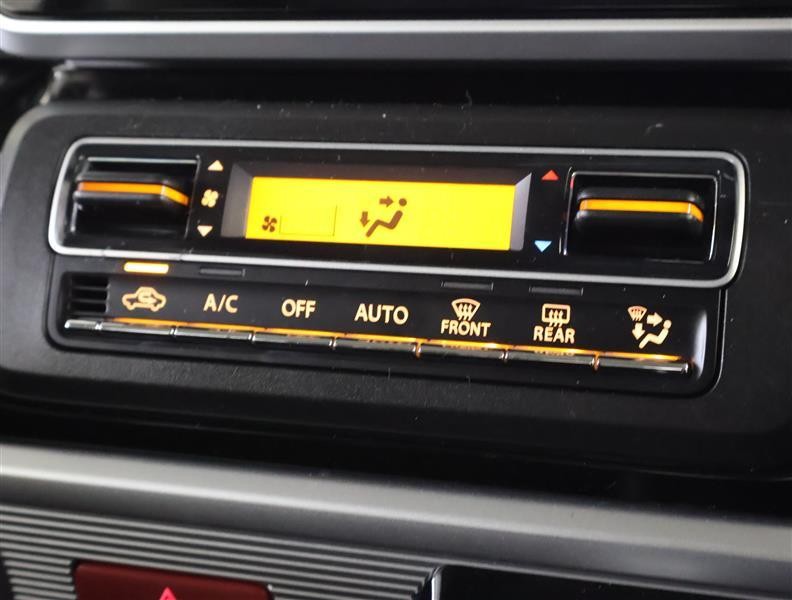 A/C OFF AUTO FRONT REAR